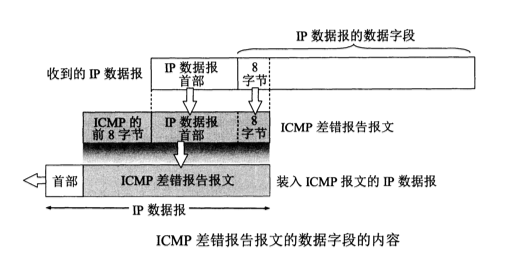 IP 数据报的数据字段
收到的 IP 数据报
IP 数据报
首部
8
字节
ICMP 的
前 8 字节
IP 数据报
首部
8
字节
ICMP 差错报告报文
首部
ICMP 差错报告报文
装入 ICMP 报文的 IP 数据报
IP 数据报
ICMP 差错报告报文的数据字段的内容